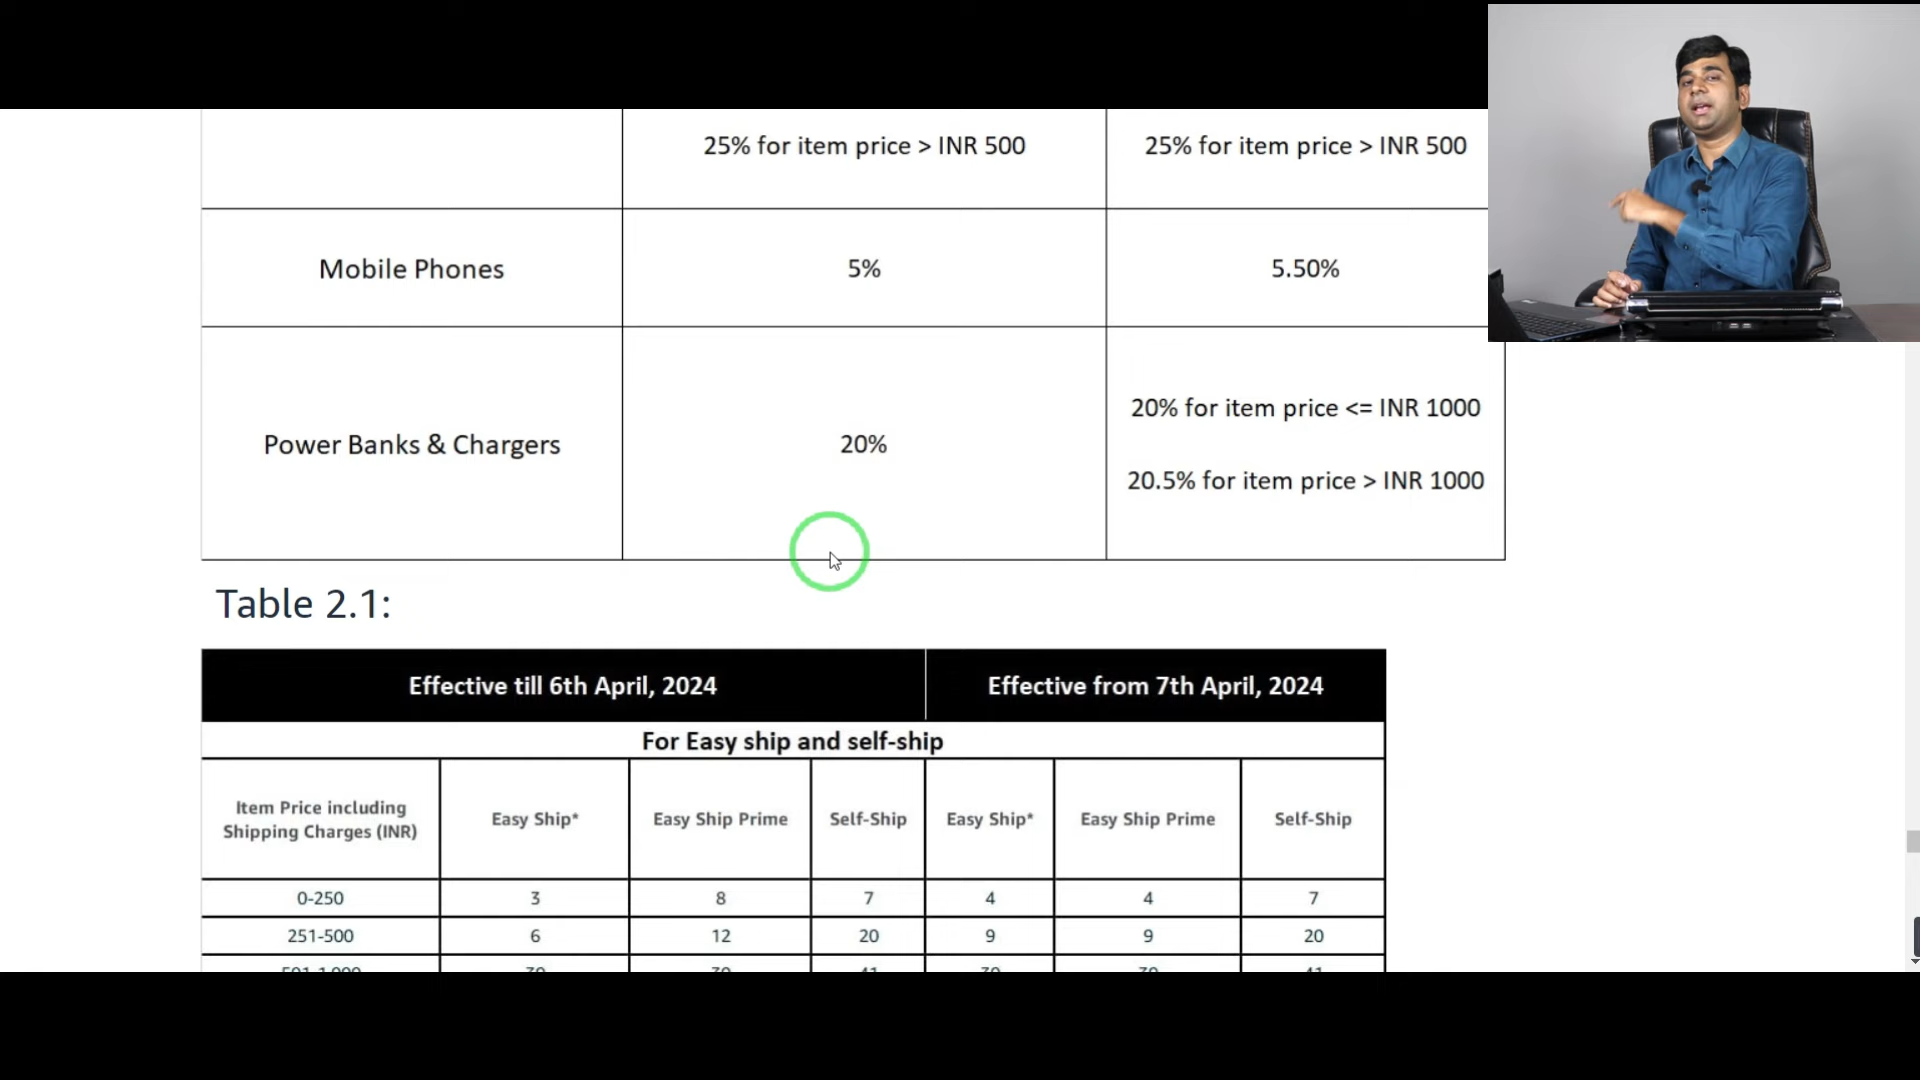 25% for item price > INR 500
25% for item price > INR 500
Mobile Phones
5%
5.50%
Power Banks & Chargers
20%
20% for item price <= INR 1000
20.5% for item price > INR 1000
Table 2.1:
Effective till 6th April, 2024
Effective from 7th April, 2024
For Easy ship and self-ship
Item Price including
Shipping Charges (INR)
Easy Ship*
Easy Ship Prime
Self-Ship
Easy Ship*
Easy Ship Prime
Self-Ship
0-250
3
8
7
4
4
7
251-500
6
12
20
9
9
20